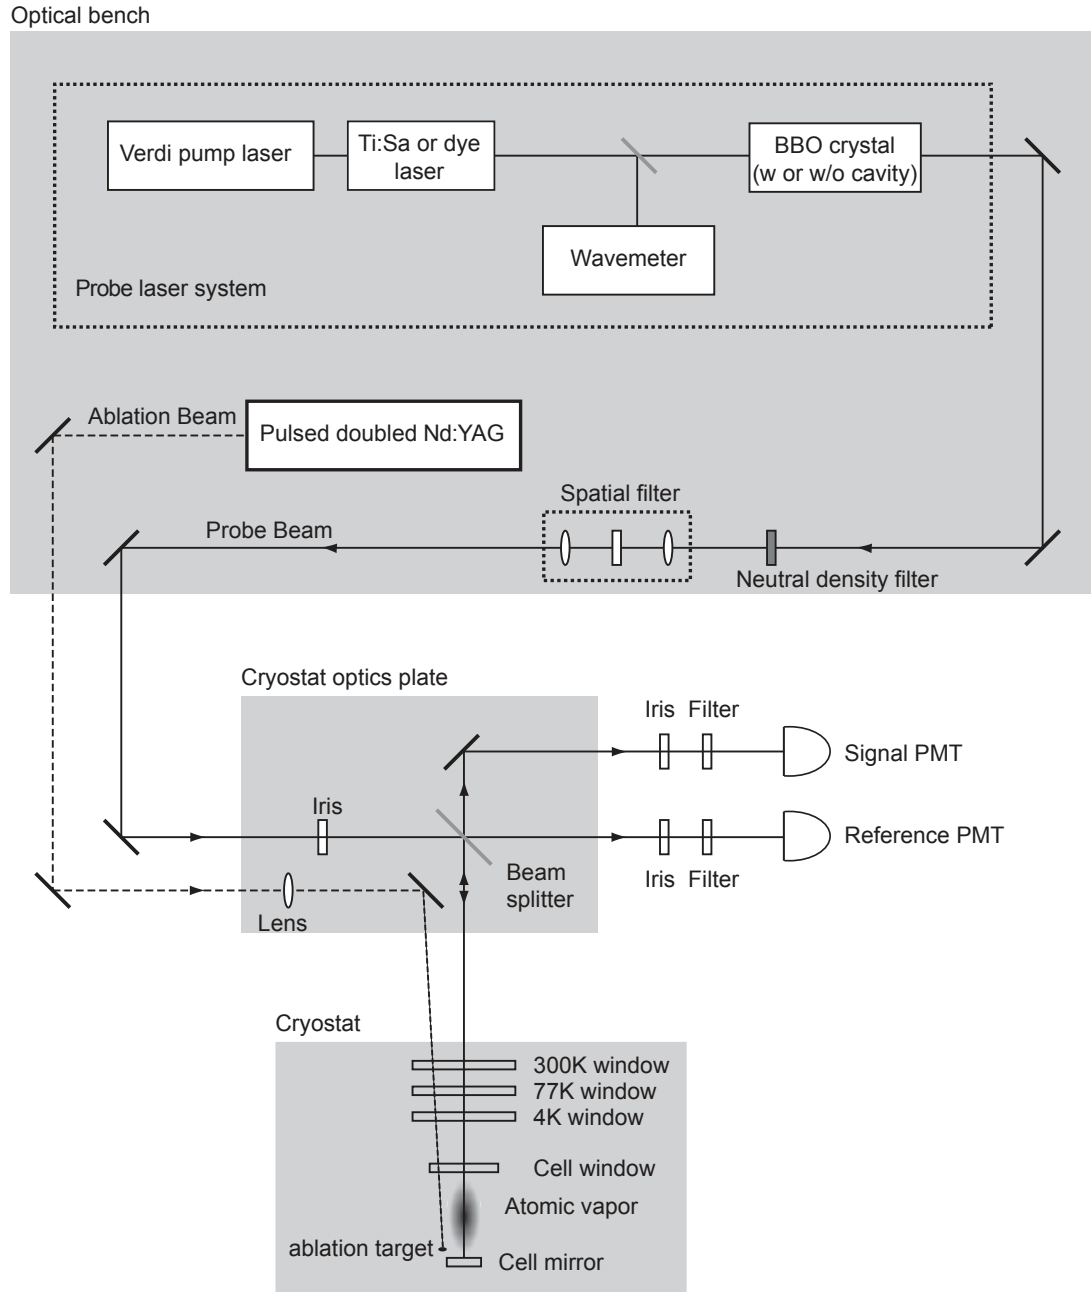 Optical bench
Verdi pump laser
Ti:Sa or dye
laser
BBO crystal
(w or w/o cavity)
Wavemeter
Probe laser system
Ablation Beam
Pulsed doubled Nd:YAG
Spatial filter
Probe Beam
Neutral density filter
Cryostat optics plate
Iris Filter
Signal PMT
Iris
Reference PMT
Beam
splitter
Iris Filter
Lens
Cryostat
300K window
77K window
4K window
Cell window
Atomic vapor
ablation target
Cell mirror